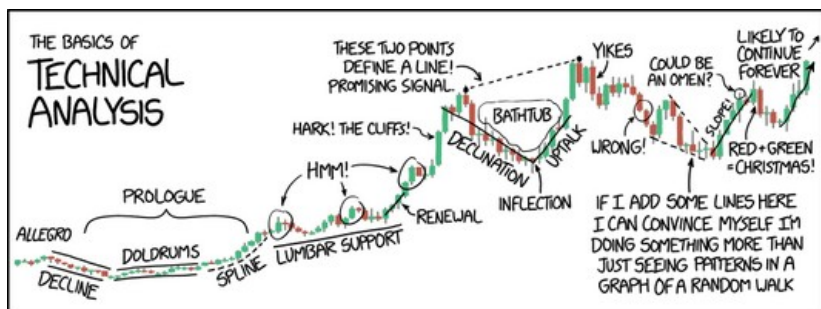 THE BASICS OF
TECHNICAL
ANALYSIS
ALLEGRO
DECLINE
PROLOGUE
DOLDRUMS
SPLINE
HMM!
LUMBAR SUPPORT
RENEWAL
HARK! THE CLIFFS!
THESE TWO POINTS
DEFINE A LINE!
PROMISING SIGNAL
DECLINATION
BATHTUB
INFLECTION
UPTALK
YIKES
WRONG!
COULD BE
AN OMEN?
SLOPE!
LIKELY TO
CONTINUE
FOREVER
RED+GREEN
=CHRISTMAS!
IF I ADD SOME LINES HERE
I CAN CONVINCE MYSELF I'M
DOING SOMETHING MORE THAN
JUST SEEING PATTERNS IN A
GRAPH OF A RANDOM WALK